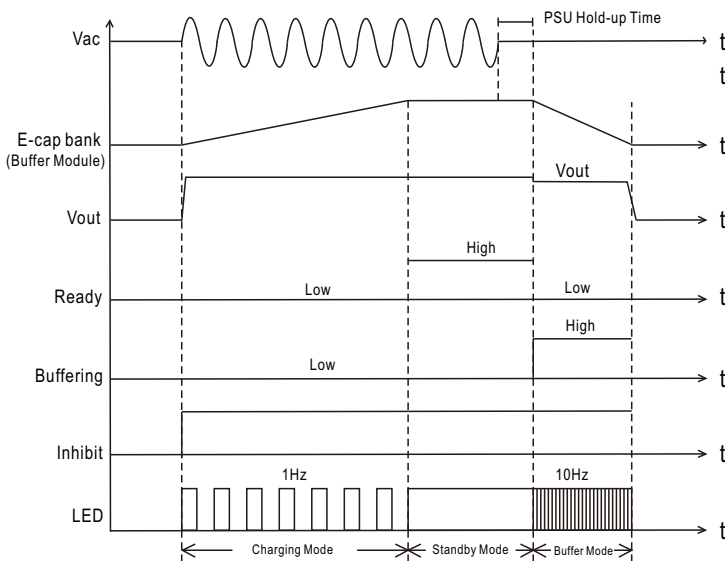 PSU Hold-up Time
Vac
t
t
E-cap bank
(Buffer Module)
t
Vout
Vout
t
High
Ready
Low
Low
t
High
Buffering
Low
t
Inhibit
t
1Hz
10Hz
LED
t
Charging Mode
Standby Mode
Buffer Mode